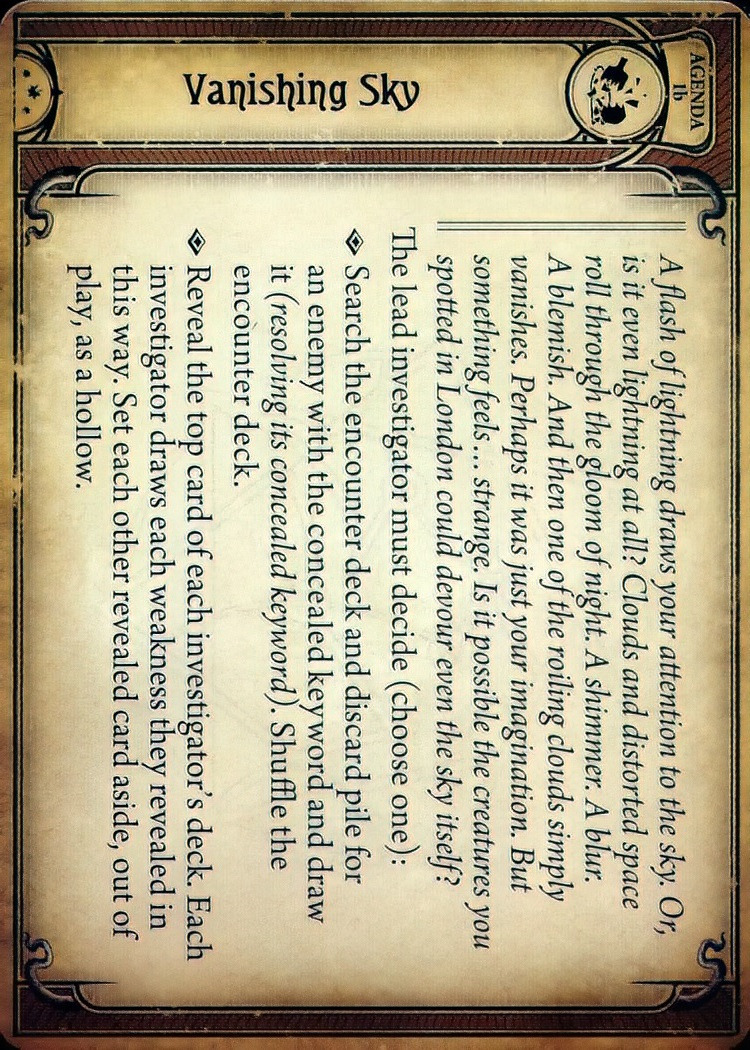 AGENDA
1b
Vanishing Sky
A flash of lightning draws your attention to the sky. Or,
is it even lightning at all? Clouds and distorted space
roll through the gloom of night. A shimmer. A blur.
A blemish. And then one of the roiling clouds simply
vanishes. Perhaps it was just your imagination. But
something feels… strange. Is it possible the creatures you
spotted in London could devour even the sky itself?
The lead investigator must decide (choose one):
Search the encounter deck and discard pile for
an enemy with the concealed keyword and draw
it (resolving its concealed keyword). Shuffle the
encounter deck.
Reveal the top card of each investigator's deck. Each
investigator draws each weakness they revealed in
this way. Set each other revealed card aside, out of
play, as a hollow.